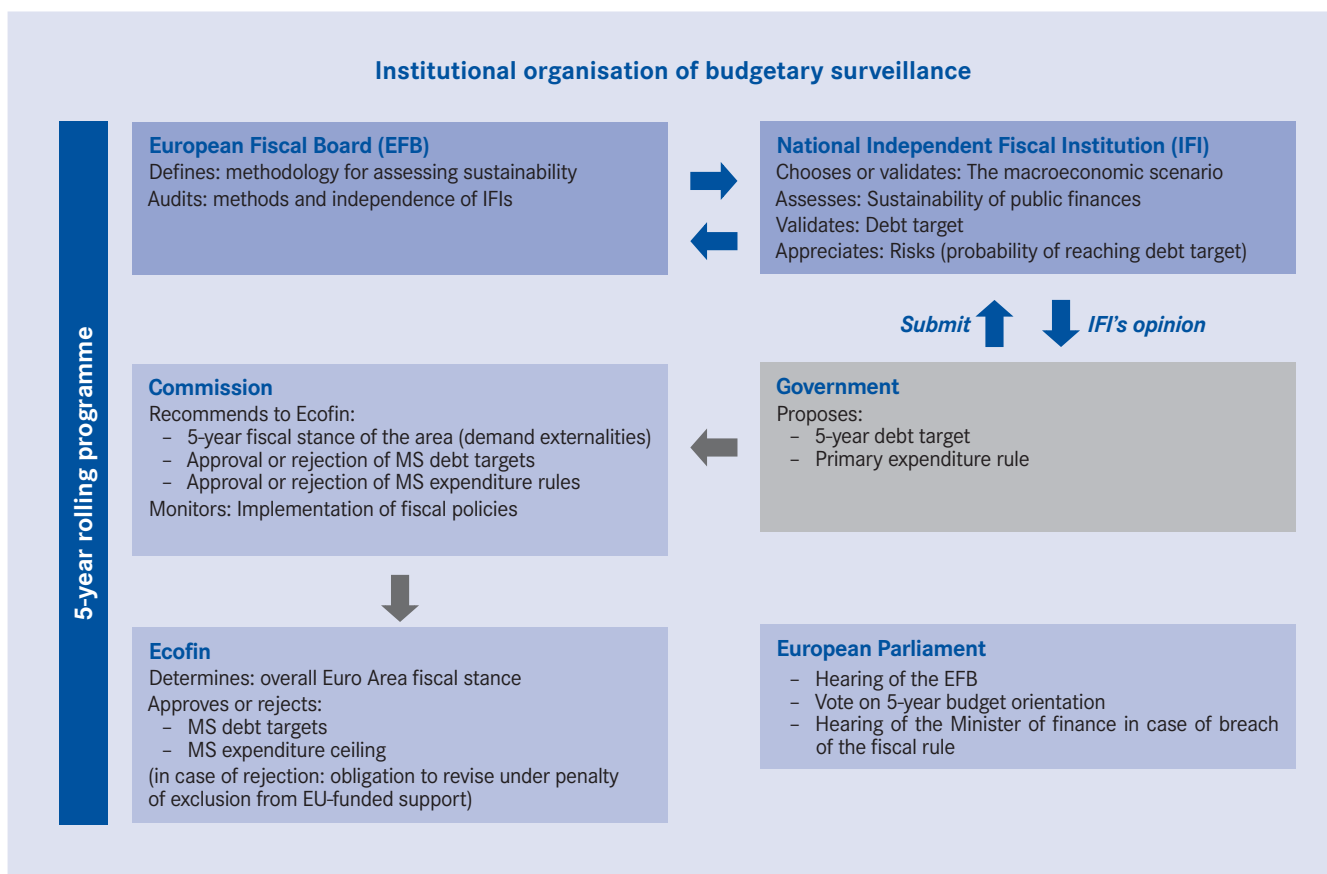 Institutional organisation of budgetary surveillance
5-year rolling programme
European Fiscal Board (EFB)
Defines: methodology for assessing sustainability
Audits: methods and independence of IFIs
National Independent Fiscal Institution (IFI)
Chooses or validates: The macroeconomic scenario
Assesses: Sustainability of public finances
Validates: Debt target
Appreciates: Risks (probability of reaching debt target)
Submit
IFI's opinion
Commission
Recommends to Ecofin:
– 5-year fiscal stance of the area (demand externalities)
– Approval or rejection of MS debt targets
– Approval or rejection of MS expenditure rules
Monitors: Implementation of fiscal policies
Government
Proposes:
– 5-year debt target
– Primary expenditure rule
Ecofin
Determines: overall Euro Area fiscal stance
Approves or rejects:
– MS debt targets
– MS expenditure ceiling
(in case of rejection: obligation to revise under penalty
of exclusion from EU-funded support)
European Parliament
– Hearing of the EFB
– Vote on 5-year budget orientation
– Hearing of the Minister of finance in case of breach
of the fiscal rule